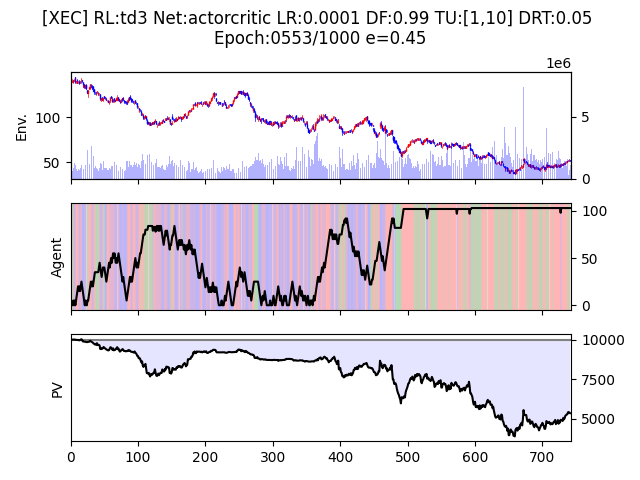 [XEC] RL:td3 Net:actorcritic LR:0.0001 DF:0.99 TU:[1,10] DRT:0.05
Epoch:0553/1000 e=0.45
1e6
Env.
100
50
5
0
Agent
100
50
0
PV
10000
7500
5000
0 100 200 300 400 500 600 700